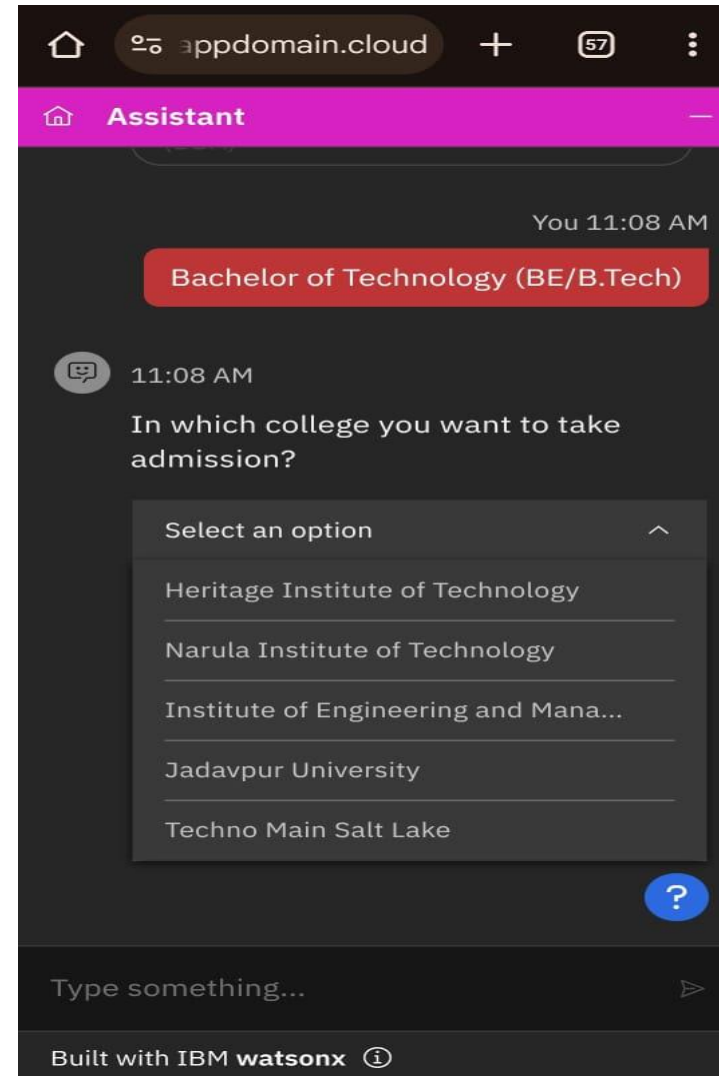 appdomain.cloud
57
Assistant
You 11:08 AM
Bachelor of Technology (BE/B.Tech)
11:08 AM
In which college you want to take
admission?
Select an option
Heritage Institute of Technology
Narula Institute of Technology
Institute of Engineering and Mana...
Jadavpur University
Techno Main Salt Lake
?
Type something...
Built with IBM watsonx